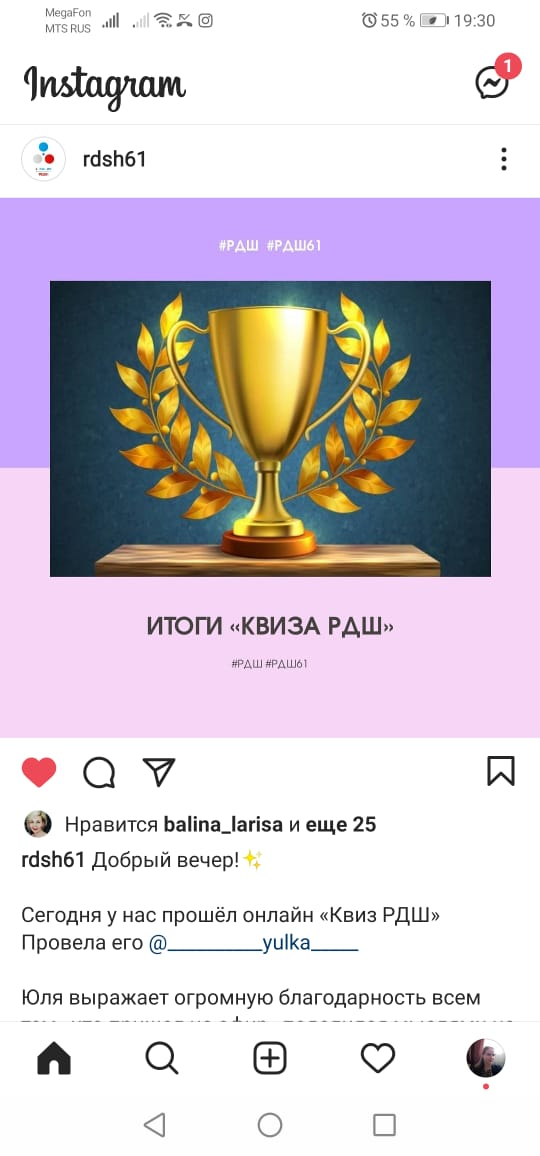 MegaFon
MTS RUS
55 % 19:30
Instagram
1
rdsh61
#РДШ #РДШ61
ИТОГИ «КВИЗА РДШ»
#РДШ #РДШ61
Нравится balina_larisa и еще 25
rdsh61 Добрый вечер!✨
Сегодня у нас прошёл онлайн «Квиз РДШ»
Провела его @__________yulka_____
Юля выражает огромную благодарность всем